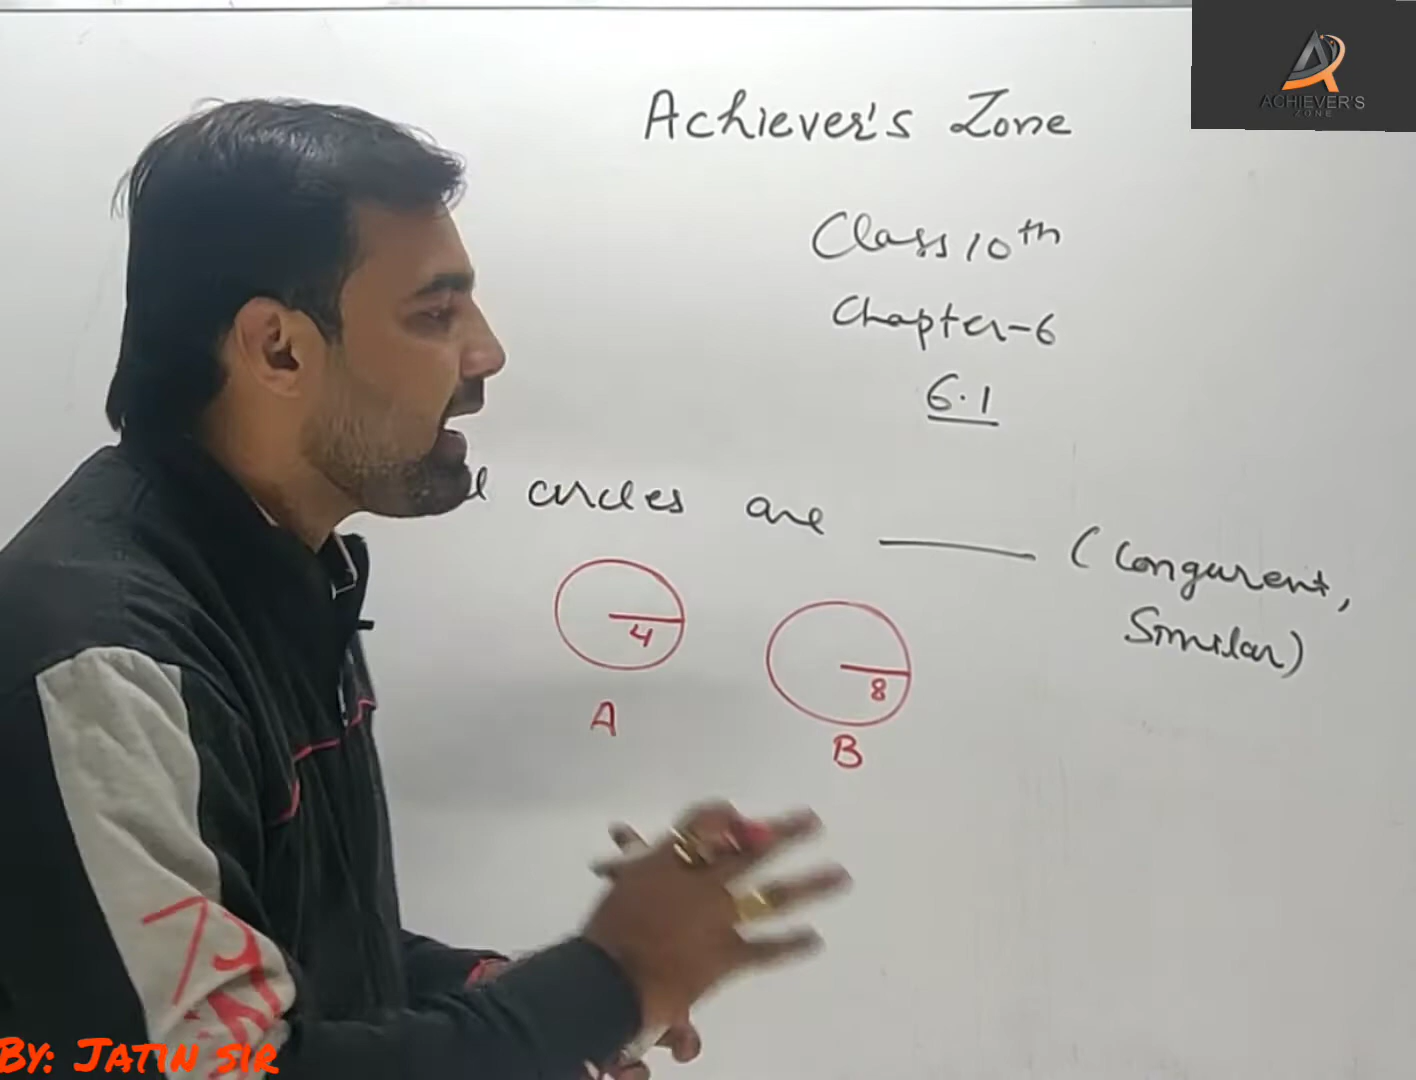 ACHIEVER'S
ZONE
Achiever's Zone
Class 10th
Chapter-6
6.1
circles are ____ (Congurent,
Similar)
4
8
A
B
By: Jatin sir